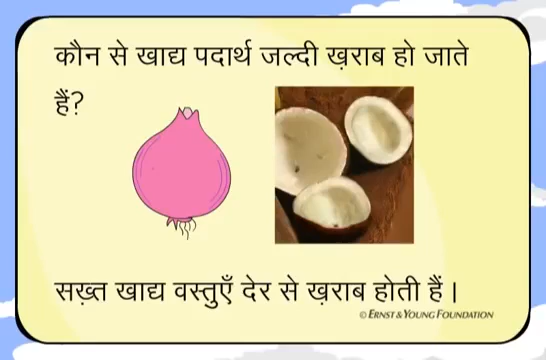 कौन से खाद्य पदार्थ जल्दी ख़राब हो जाते
हैं?
सख़्त खाद्य वस्तुएँ देर से ख़राब होती हैं।
© ERNST & YOUNG FOUNDATION